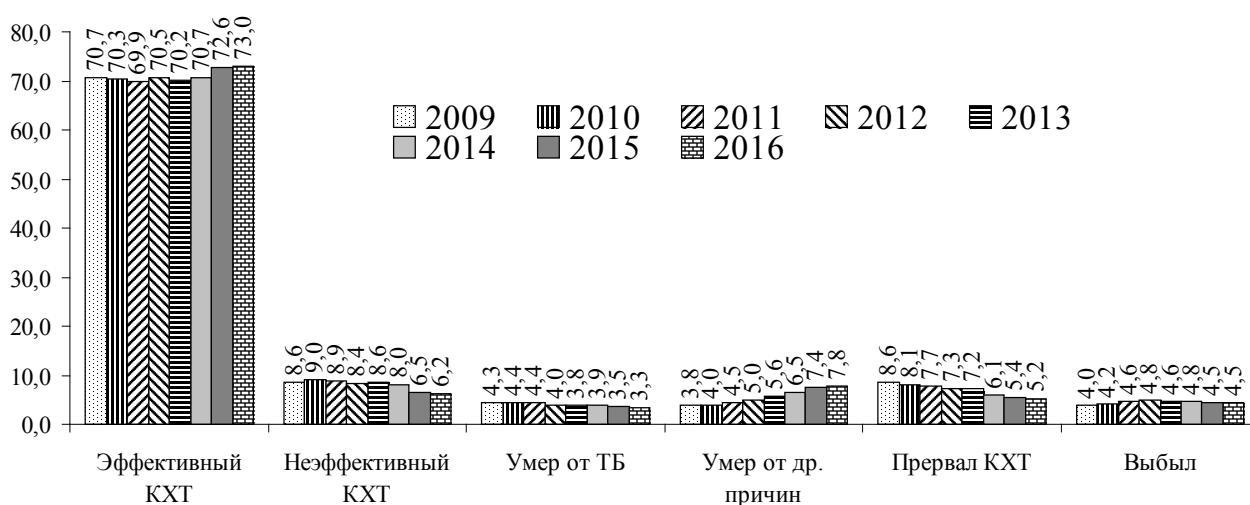 80,0
70,0
60,0
50,0
40,0
30,0
20,0
10,0
0,0
70,7 70,3 69,9 70,5 70,2 70,7 72,6 73,0
8,6 9,0 8,9 8,4 8,6 8,0 6,5 6,2
4,3 4,4 4,4 4,0 3,8 3,9 3,5 3,3
3,8 4,0 4,5 5,0 5,6 6,5 7,4 7,8
8,6 8,1 7,7 7,3 7,2 6,1 5,4 5,2
4,0 4,2 4,6 4,8 4,6 4,8 4,5 4,5
2009 2010 2011 2012 2013
2014 2015 2016
Эффективный
КХТ
Неэффективный
КХТ
Умер от ТБ
Умер от др.
причин
Прервал КХТ
Выбыл